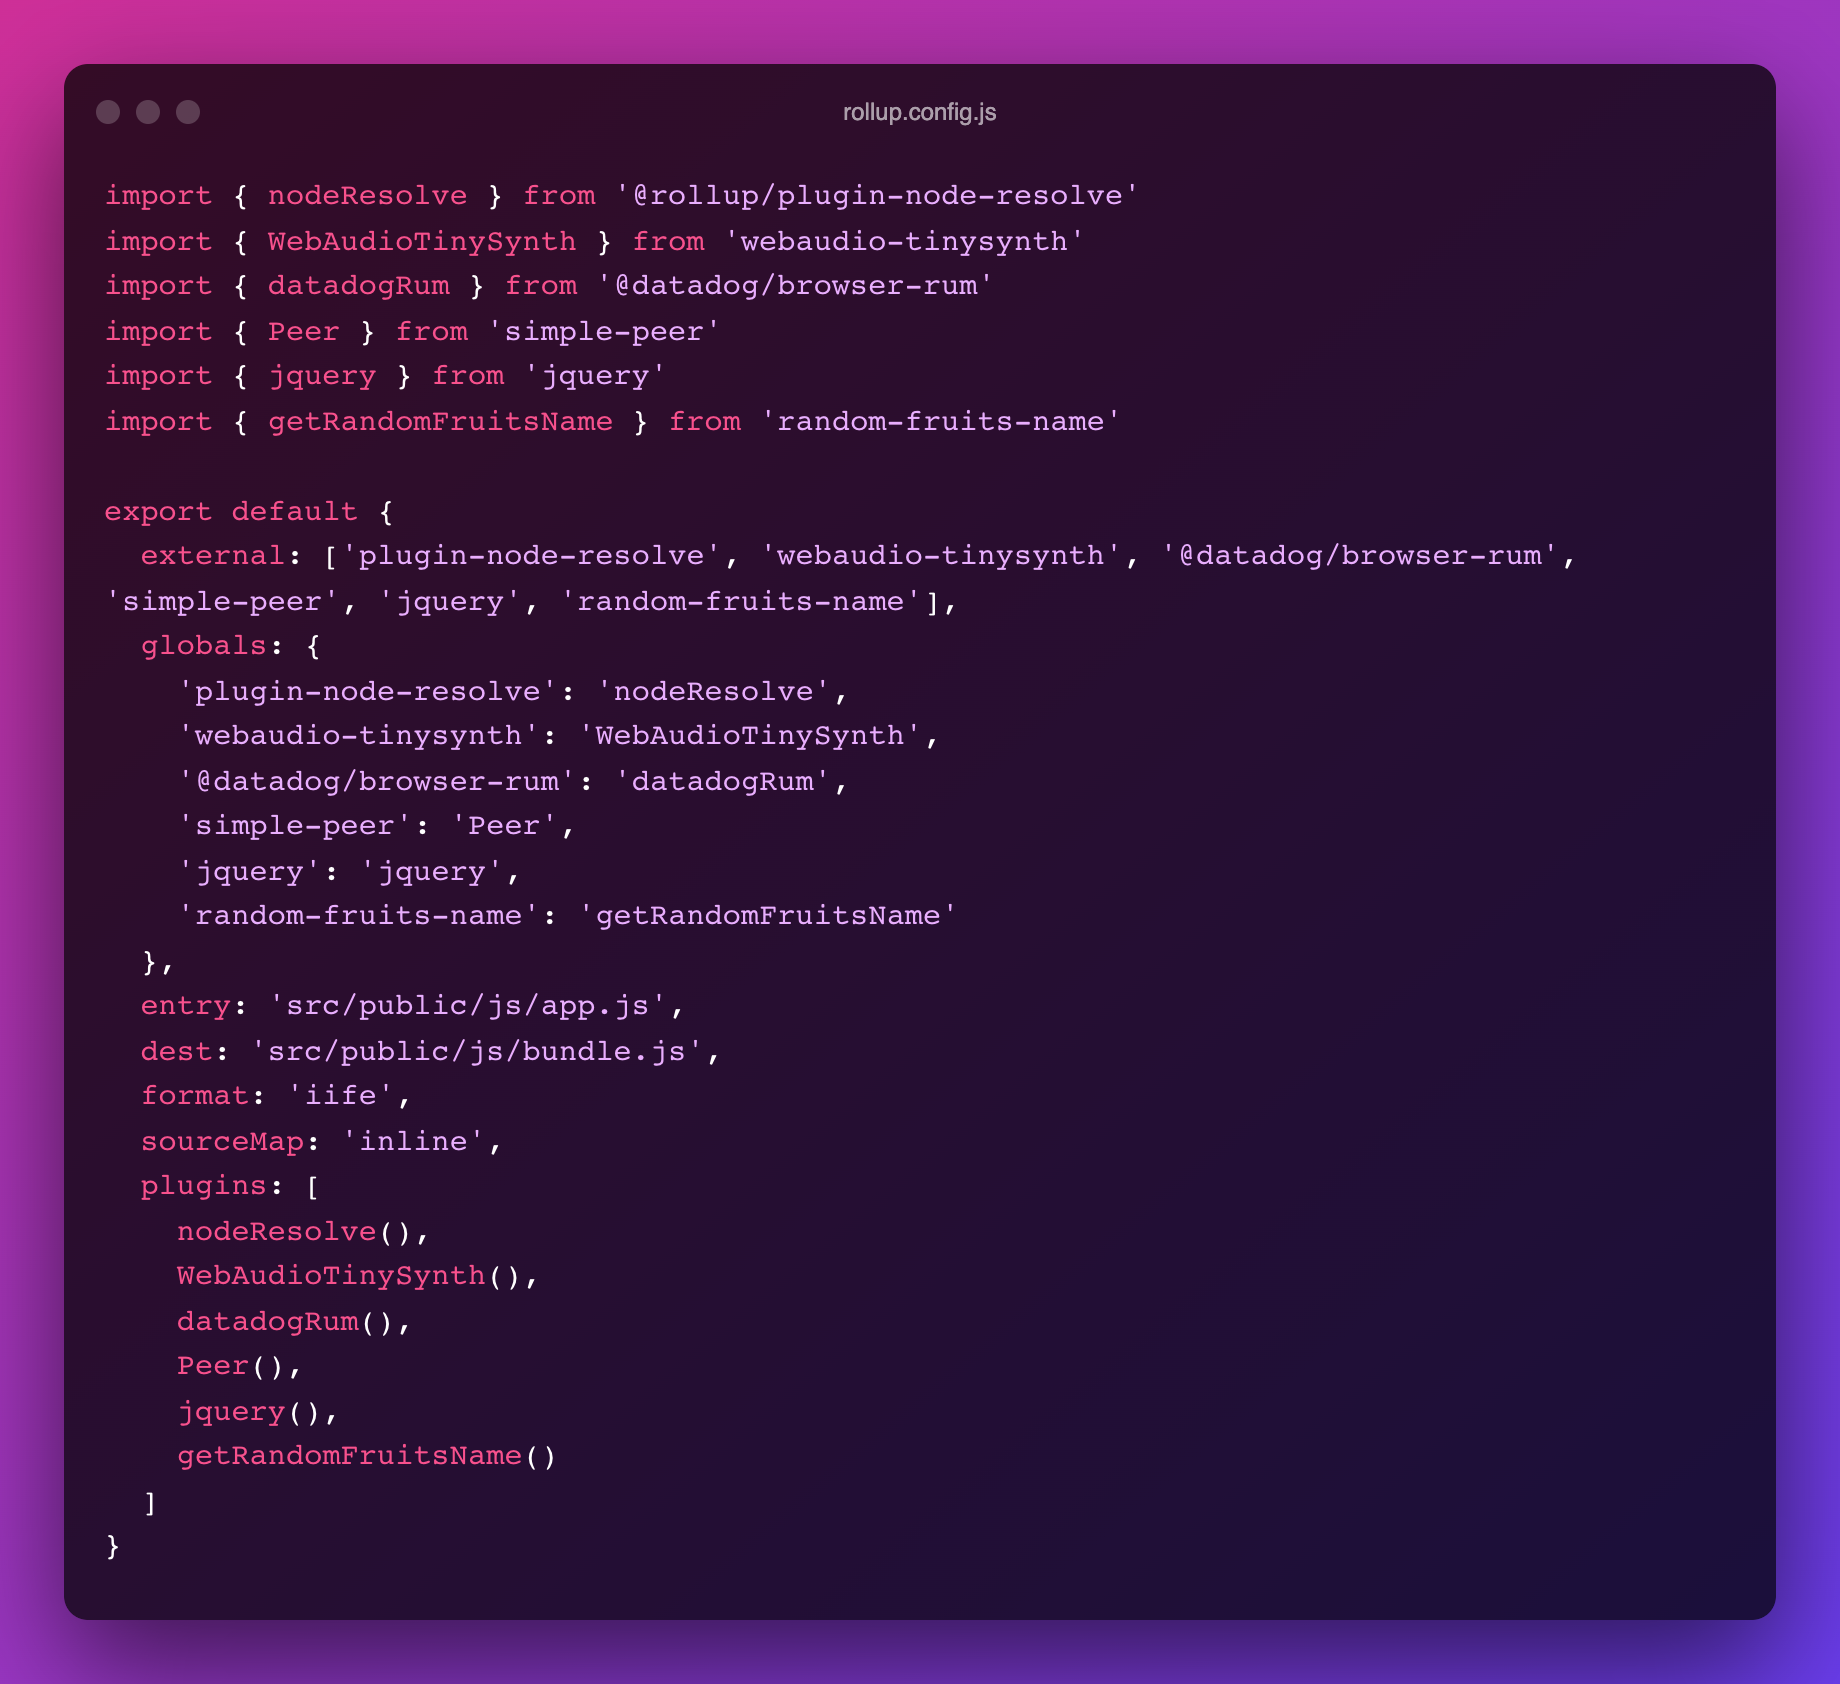 rollup.config.js
import { nodeResolve } from '@rollup/plugin-node-resolve'
import { WebAudioTinySynth } from 'webaudio-tinysynth'
import { datadogRum } from '@datadog/browser-rum'
import { Peer } from 'simple-peer'
import { jquery } from 'jquery'
import { getRandomFruitsName } from 'random-fruits-name'

export default {
  external: ['plugin-node-resolve', 'webaudio-tinysynth', '@datadog/browser-rum',
'simple-peer', 'jquery', 'random-fruits-name'],
  globals: {
    'plugin-node-resolve': 'nodeResolve',
    'webaudio-tinysynth': 'WebAudioTinySynth',
    '@datadog/browser-rum': 'datadogRum',
    'simple-peer': 'Peer',
    'jquery': 'jquery',
    'random-fruits-name': 'getRandomFruitsName'
  },
  entry: 'src/public/js/app.js',
  dest: 'src/public/js/bundle.js',
  format: 'iife',
  sourceMap: 'inline',
  plugins: [
    nodeResolve(),
    WebAudioTinySynth(),
    datadogRum(),
    Peer(),
    jquery(),
    getRandomFruitsName()
  ]
}